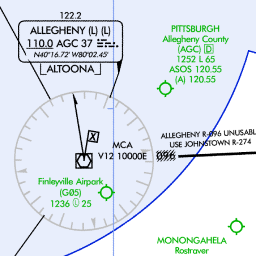 122.2
ALLEGHENY (L) (L)
110.0 AGC 37
N40°16.72' W80°02.45'
ALTOONA
PITTSBURGH
Allegheny County
(AGC) D
1252 L 65
ASOS 120.55
(A) 120.55
ALLEGHENY R-096 UNUSABL
USE JOHNSTOWN R-274
X
MCA
V12 10000E
096
Finleyville Airpark
(G05)
1236 L 25
MONONGAHELA
Rostraver